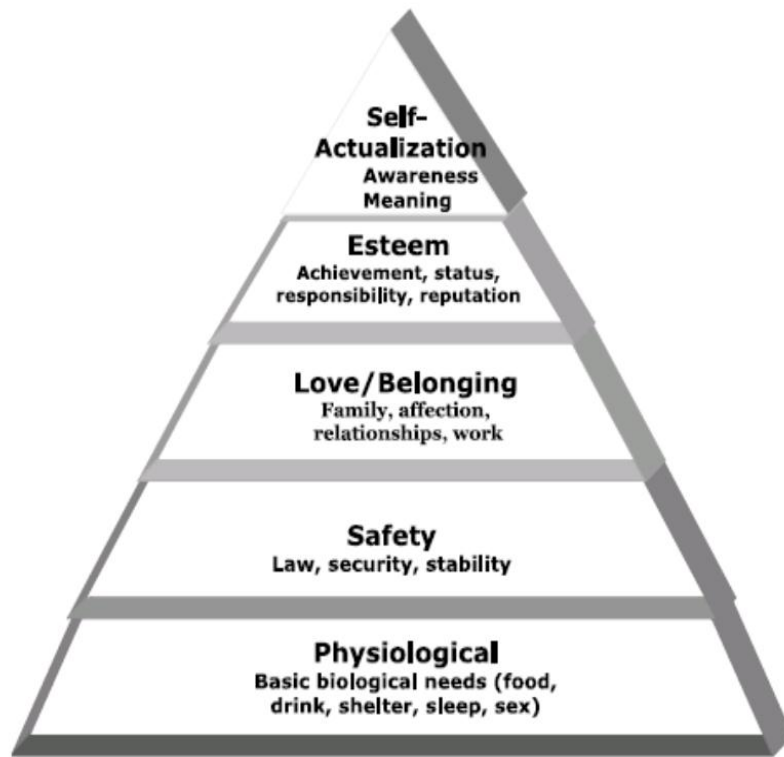 Self-
Actualization
Awareness
Meaning
Esteem
Achievement, status,
responsibility, reputation
Love/Belonging
Family, affection,
relationships, work
Safety
Law, security, stability
Physiological
Basic biological needs (food,
drink, shelter, sleep, sex)